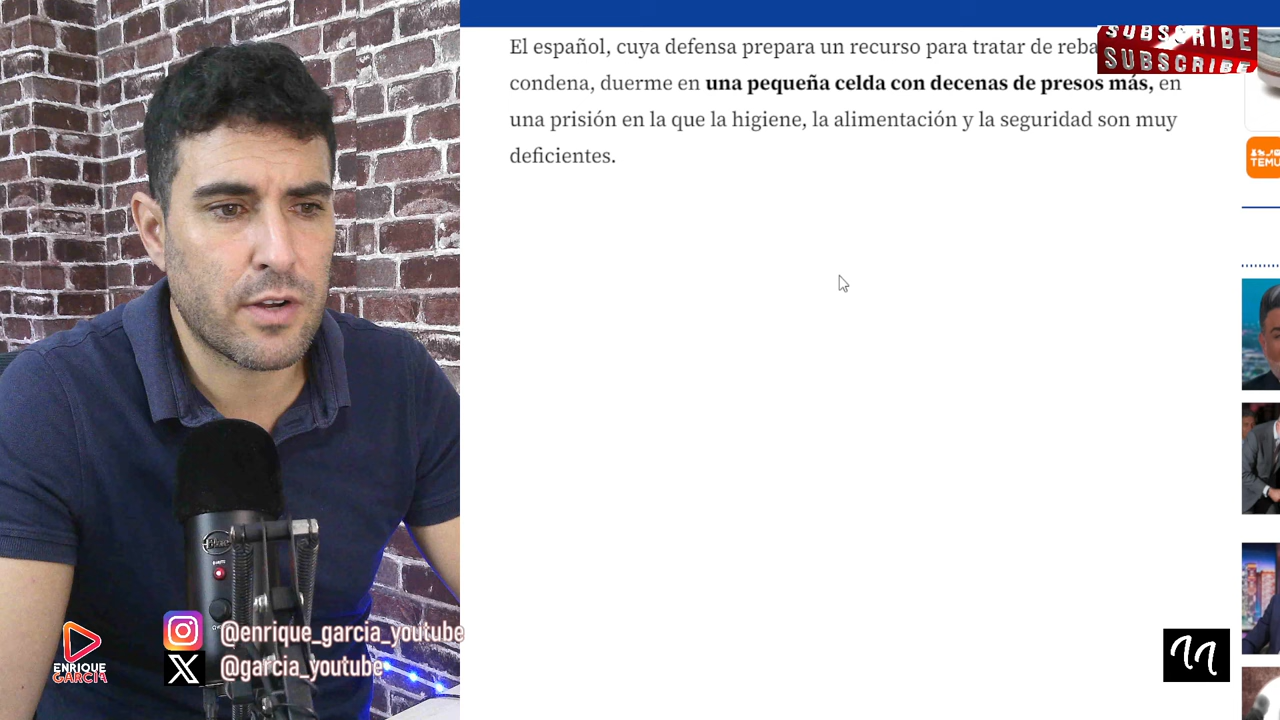 El español, cuya defensa prepara un recurso para tratar de reba
condena, duerme en una pequeña celda con decenas de presos más, en
una prisión en la que la higiene, la alimentación y la seguridad son muy
deficientes.
SUBSCRIBE
SUBSCRIBE
TEMU
Blue
MUTE
@enrique_garcia_youtube
@garcia_youtube
ENRIQUE
GARCIA